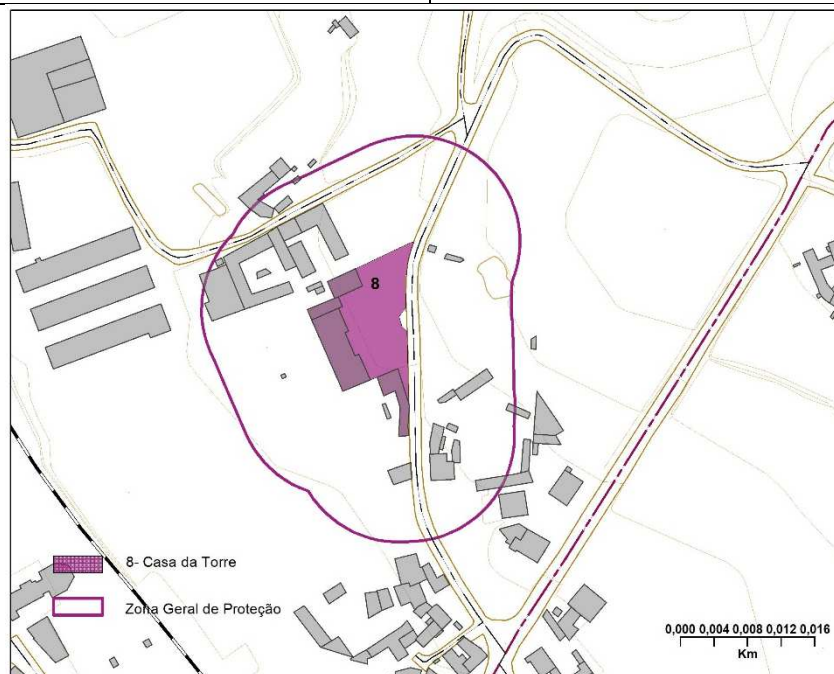 8
8- Casa da Torre
Zona Geral de Proteção
0,000 0,004 0,008 0,012 0,016
Km